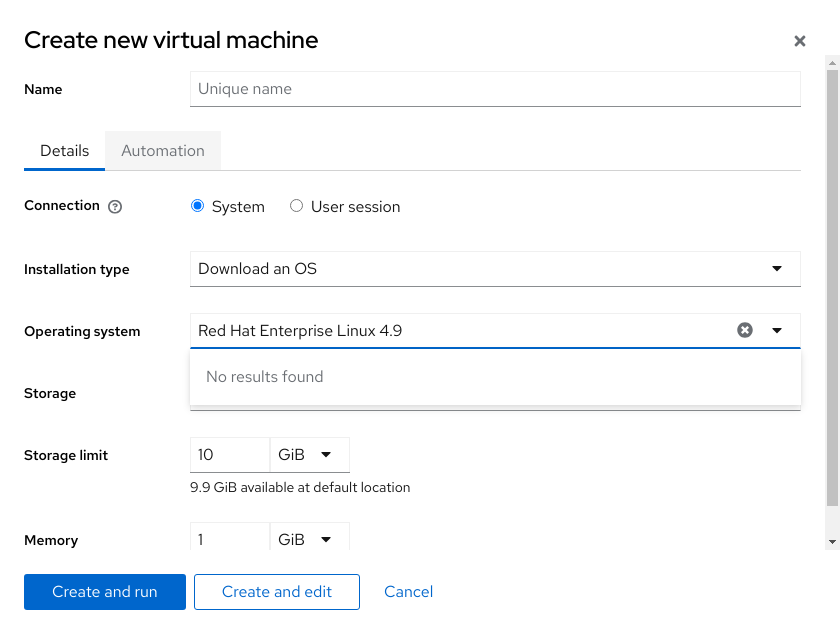 Create new virtual machine
Name
Unique name
Details
Automation
Connection
System
User session
Installation type
Download an OS
Operating system
Red Hat Enterprise Linux 4.9
No results found
Storage
Storage limit
10
GiB
9.9 GiB available at default location
Memory
1
GiB
Create and run
Create and edit
Cancel